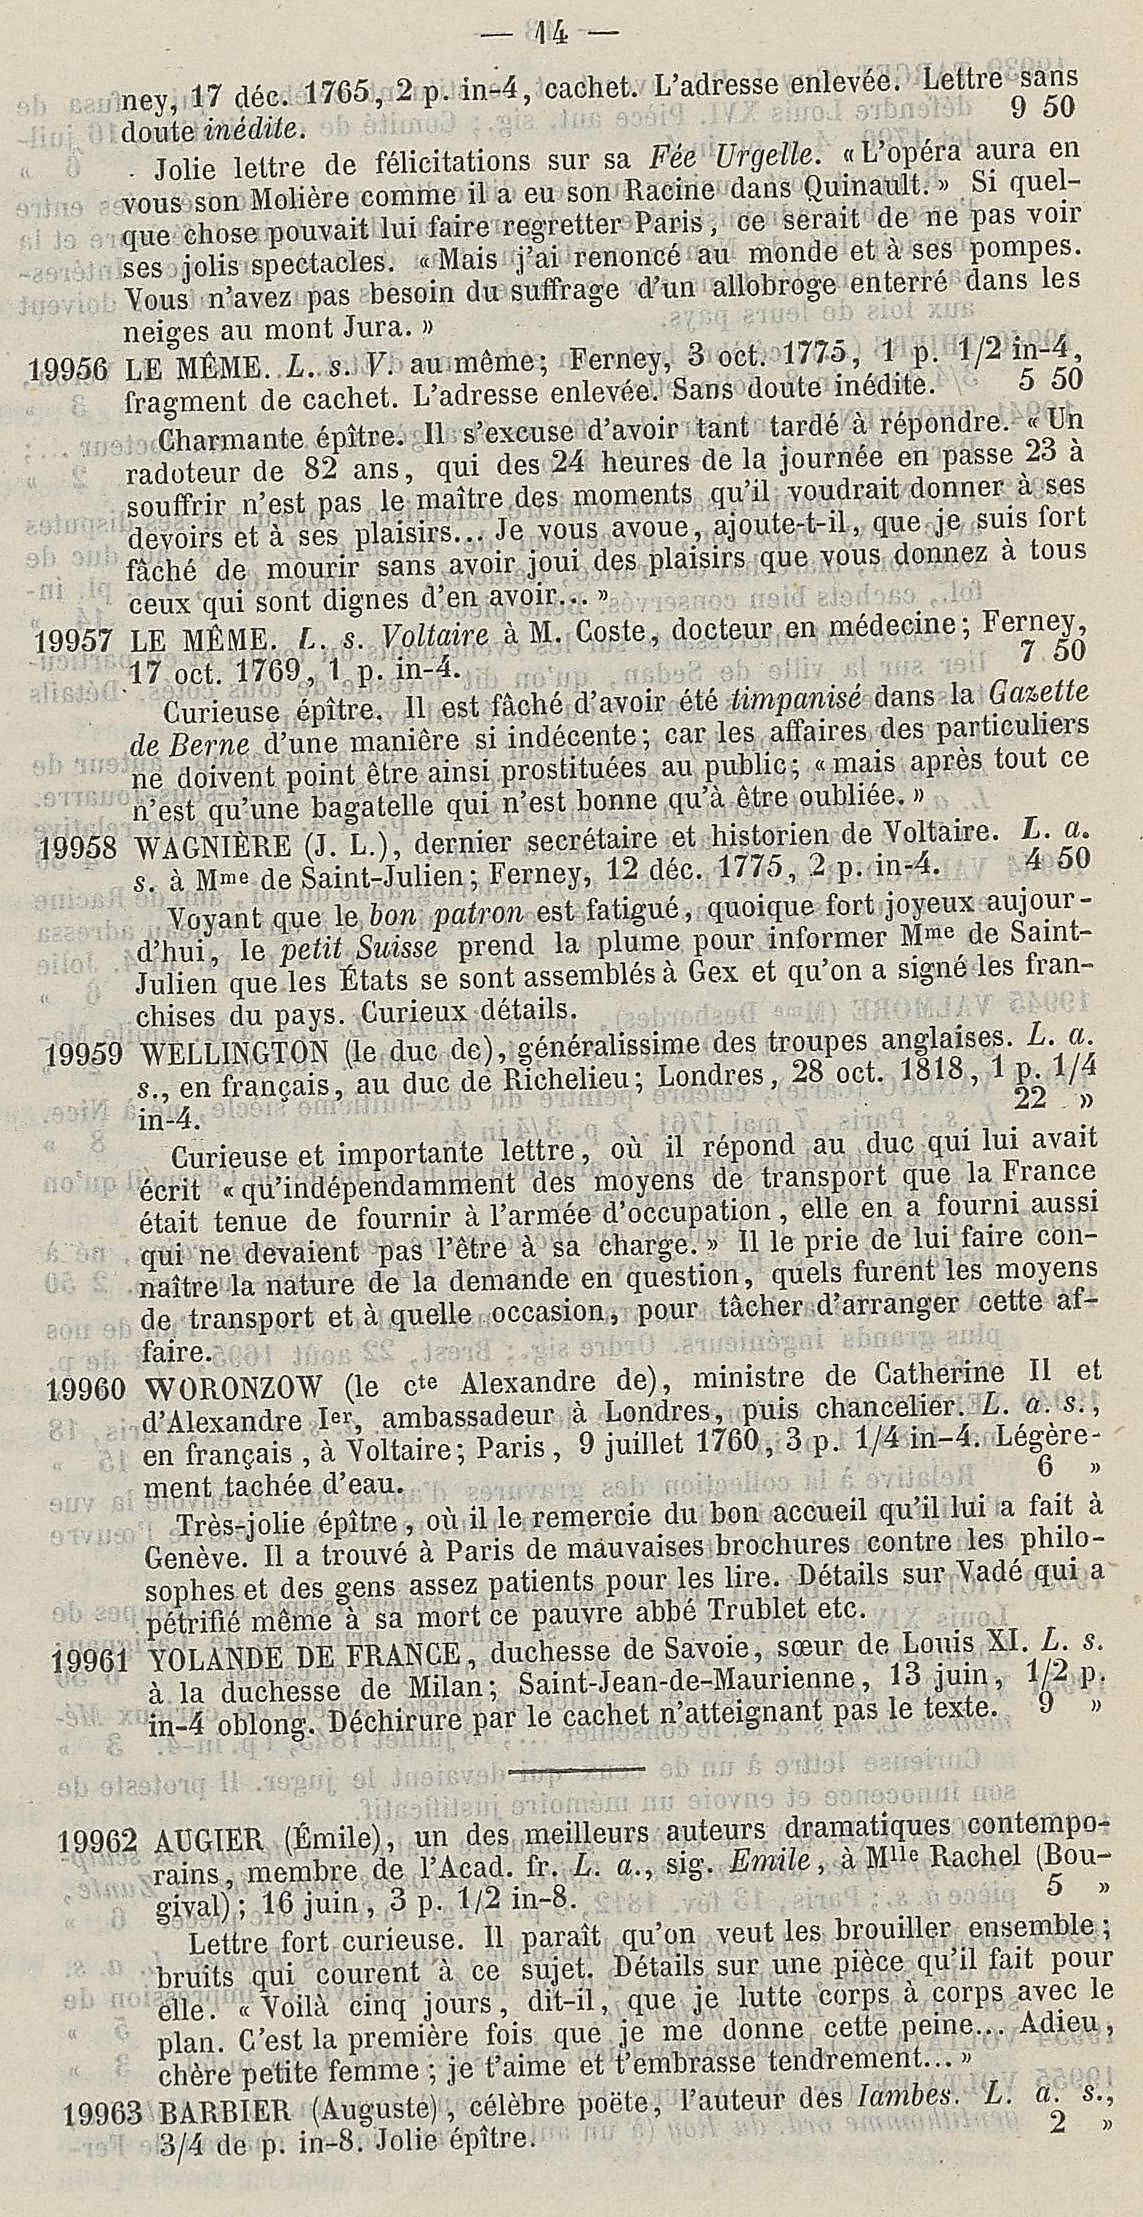 — 14 —
ney, 17 déc. 1765, 2 p. in-4, cachet. L'adresse enlevée. Lettre sans
doute inédite. 9 50
Jolie lettre de félicitations sur sa Fée Urgelle. « L'opéra aura en
vous son Molière comme il a eu son Racine dans Quinault. » Si quel-
que chose pouvait lui faire regretter Paris, ce serait de ne pas voir
ses jolis spectacles. « Mais j'ai renoncé au monde et à ses pompes.
Vous n'avez pas besoin du suffrage d'un allobroge enterré dans les
neiges au mont Jura. »
19956 LE MÊME. L. s. V. au même; Ferney, 3 oct. 1775, 1 p. 1/2 in-4,
fragment de cachet. L'adresse enlevée. Sans doute inédite. 5 50
Charmante épître. Il s'excuse d'avoir tant tardé à répondre. « Un
radoteur de 82 ans, qui des 24 heures de la journée en passe 23 à
souffrir n'est pas le maître des moments qu'il voudrait donner à ses
devoirs et à ses plaisirs... Je vous avoue, ajoute-t-il, que je suis fort
fâché de mourir sans avoir joui des plaisirs que vous donnez à tous
ceux qui sont dignes d'en avoir... »
19957 LE MÊME. L. s. Voltaire à M. Coste, docteur en médecine; Ferney,
17 oct. 1769, 1 p. in-4. 7 50
Curieuse épître. Il est fâché d'avoir été timpanisé dans la Gazette
de Berne d'une manière si indécente; car les affaires des particuliers
ne doivent point être ainsi prostituées au public; « mais après tout ce
n'est qu'une bagatelle qui n'est bonne qu'à être oubliée. »
19958 WAGNIÈRE (J. L.), dernier secrétaire et historien de Voltaire. L. a.
s. à Mme de Saint-Julien; Ferney, 12 déc. 1775, 2 p. in-4. 4 50
Voyant que le bon patron est fatigué, quoique fort joyeux aujour-
d'hui, le petit Suisse prend la plume pour informer Mme de Saint-
Julien que les États se sont assemblés à Gex et qu'on a signé les fran-
chises du pays. Curieux détails.
19959 WELLINGTON (le duc de), généralissime des troupes anglaises. L. a.
s., en français, au duc de Richelieu; Londres, 28 oct. 1818, 1 p. 1/4
in-4. 22 »
Curieuse et importante lettre, où il répond au duc qui lui avait
écrit « qu'indépendamment des moyens de transport que la France
était tenue de fournir à l'armée d'occupation, elle en a fourni aussi
qui ne devaient pas l'être à sa charge. » Il le prie de lui faire con-
naître la nature de la demande en question, quels furent les moyens
de transport et à quelle occasion, pour tâcher d'arranger cette af-
faire.
19960 WORONZOW (le cte Alexandre de), ministre de Catherine II et
d'Alexandre Ier, ambassadeur à Londres, puis chancelier. L. a. s.,
en français, à Voltaire; Paris, 9 juillet 1760, 3 p. 1/4 in-4. Légère-
ment tachée d'eau. 6 »
Très-jolie épître, où il le remercie du bon accueil qu'il lui a fait à
Genève. Il a trouvé à Paris de mauvaises brochures contre les philo-
sophes et des gens assez patients pour les lire. Détails sur Vadé qui a
pétrifié même à sa mort ce pauvre abbé Trublet etc.
19961 YOLANDE DE FRANCE, duchesse de Savoie, sœur de Louis XI. L. s.
à la duchesse de Milan; Saint-Jean-de-Maurienne, 13 juin, 1/2 p.
in-4 oblong. Déchirure par le cachet n'atteignant pas le texte. 9 »
19962 AUGIER (Émile), un des meilleurs auteurs dramatiques contempo-
rains, membre de l'Acad. fr. L. a., sig. Emile, à Mlle Rachel (Bou-
gival); 16 juin, 3 p. 1/2 in-8. 5 »
Lettre fort curieuse. Il paraît qu'on veut les brouiller ensemble;
bruits qui courent à ce sujet. Détails sur une pièce qu'il fait pour
elle. « Voilà cinq jours, dit-il, que je lutte corps à corps avec le
plan. C'est la première fois que je me donne cette peine... Adieu,
chère petite femme; je t'aime et t'embrasse tendrement... »
19963 BARBIER (Auguste), célèbre poëte, l'auteur des Iambes. L. a. s.,
3/4 de p. in-8. Jolie épître. 2 »